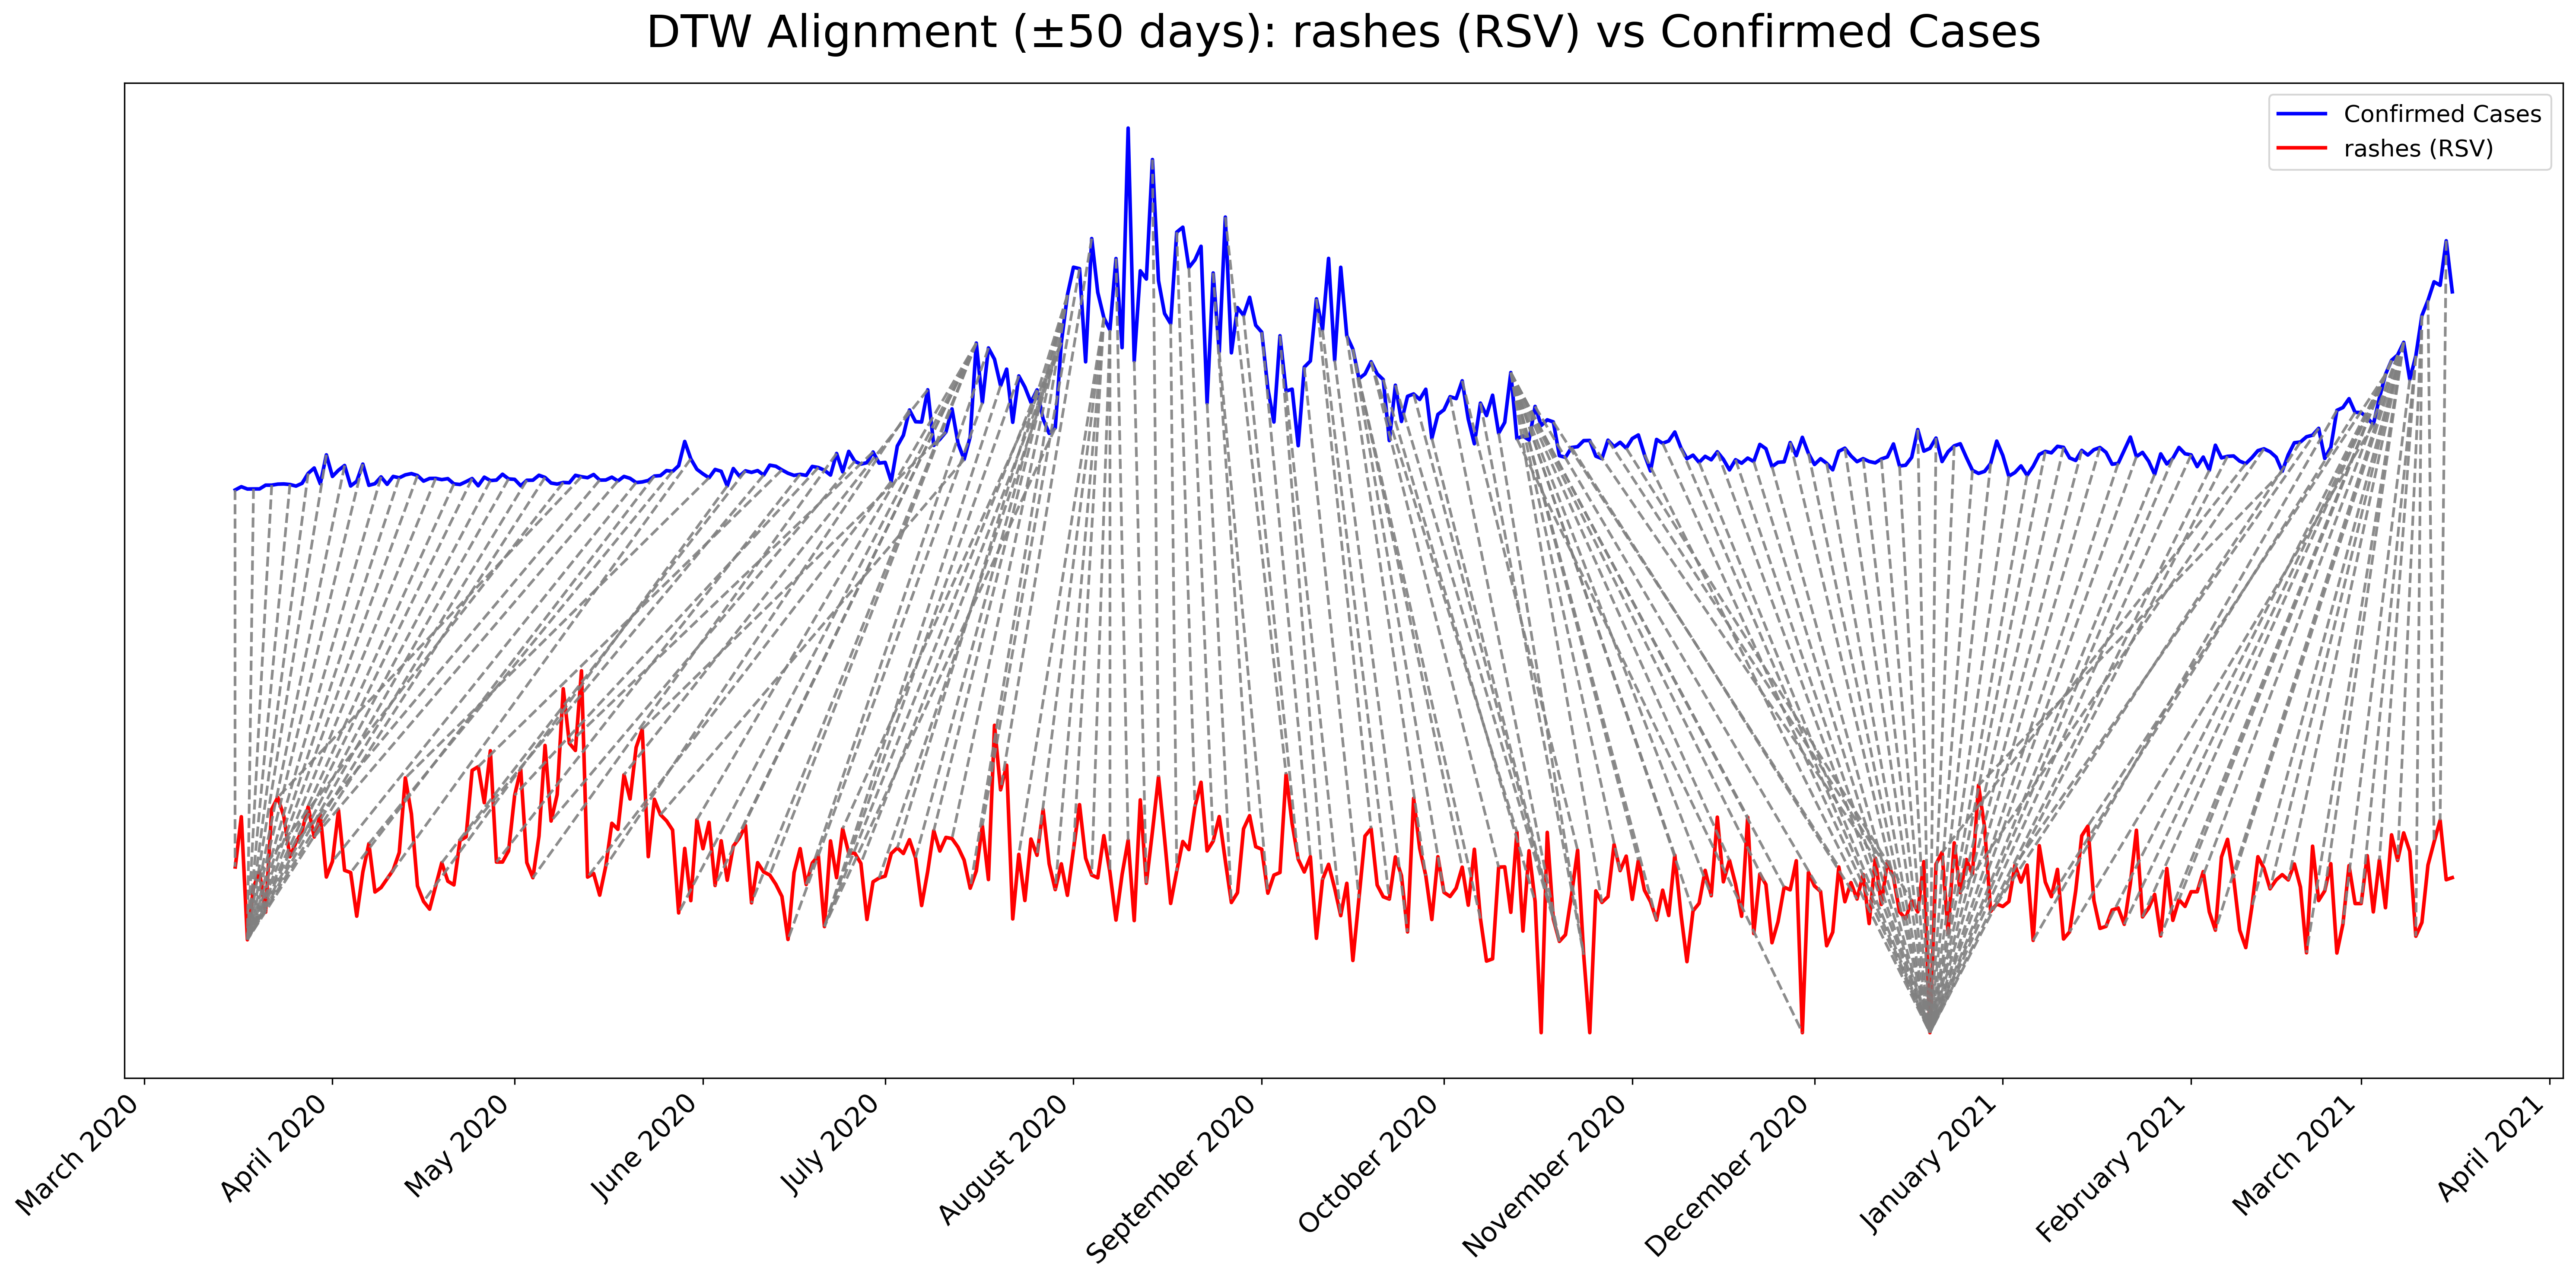 DTW Alignment (±50 days): rashes (RSV) vs Confirmed Cases
Confirmed Cases
rashes (RSV)
March 2020
April 2020
May 2020
June 2020
July 2020
August 2020
September 2020
October 2020
November 2020
December 2020
January 2021
February 2021
March 2021
April 2021